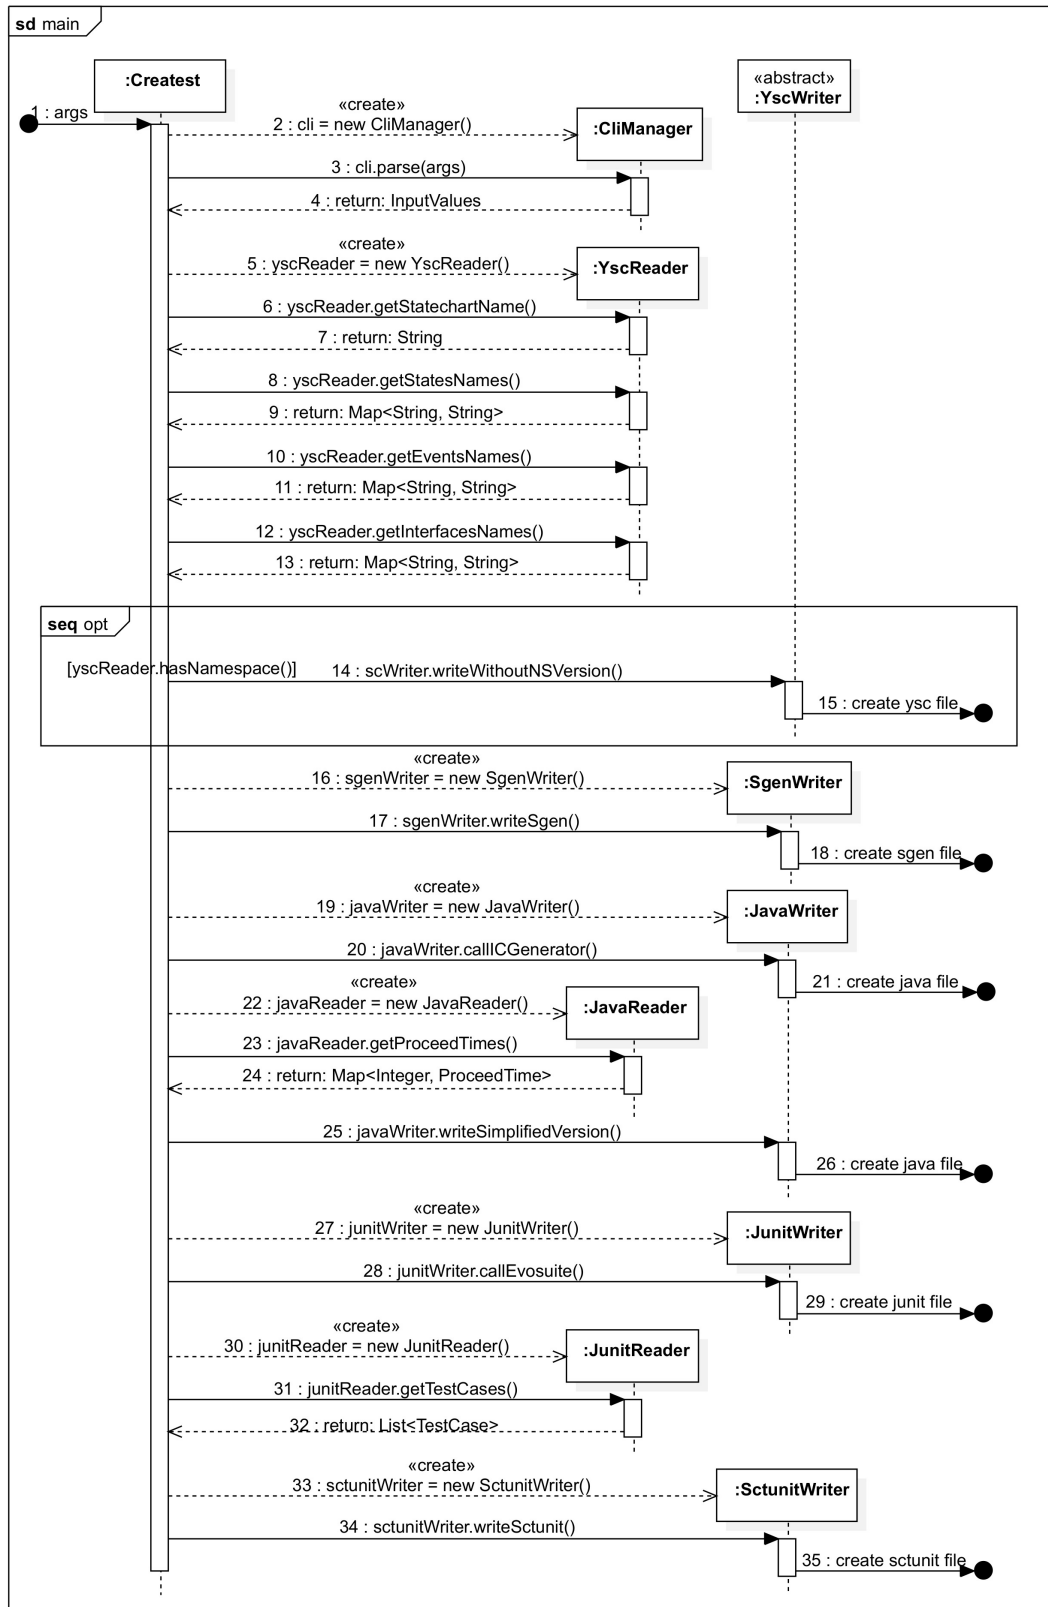 sd main
:Createst
«abstract»
:YscWriter
1 : args
«create»
2 : cli = new CliManager()
:CliManager
3 : cli.parse(args)
4 : return: InputValues
«create»
5 : yscReader = new YscReader()
:YscReader
6 : yscReader.getStatechartName()
7 : return: String
8 : yscReader.getStatesNames()
9 : return: Map<String, String>
10 : yscReader.getEventsNames()
11 : return: Map<String, String>
12 : yscReader.getInterfacesNames()
13 : return: Map<String, String>
seq opt
[yscReader.hasNamespace()]
14 : scWriter.writeWithoutNSVersion()
15 : create ysc file
«create»
16 : sgenWriter = new SgenWriter()
:SgenWriter
17 : sgenWriter.writeSgen()
18 : create sgen file
«create»
19 : javaWriter = new JavaWriter()
:JavaWriter
20 : javaWriter.callICGenerator()
21 : create java file
«create»
22 : javaReader = new JavaReader()
:JavaReader
23 : javaReader.getProceedTimes()
24 : return: Map<Integer, ProceedTime>
25 : javaWriter.writeSimplifiedVersion()
26 : create java file
«create»
27 : junitWriter = new JunitWriter()
:JunitWriter
28 : junitWriter.callEvosuite()
29 : create junit file
«create»
30 : junitReader = new JunitReader()
:JunitReader
31 : junitReader.getTestCases()
32 : return: List<TestCase>
«create»
33 : sctunitWriter = new SctunitWriter()
:SctunitWriter
34 : sctunitWriter.writeSctunit()
35 : create sctunit file